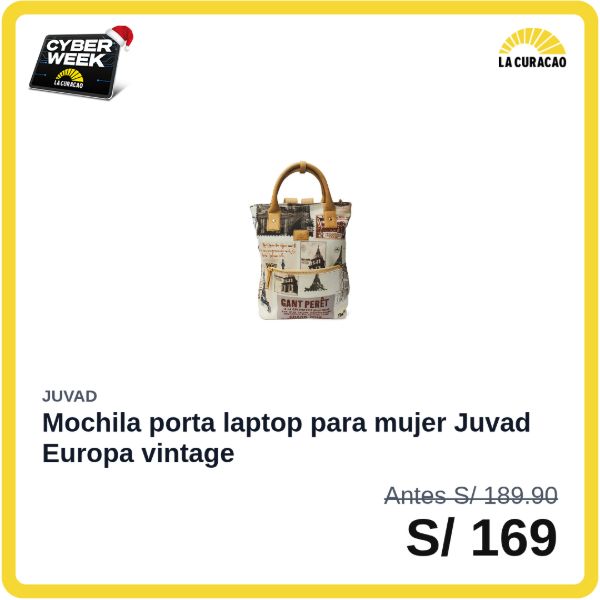 CYBER
WEEK
LA CURACAO
LA CURACAO
GANT PERÊT
JUVAD
Mochila porta laptop para mujer Juvad
Europa vintage
Antes S/ 189.90
S/ 169